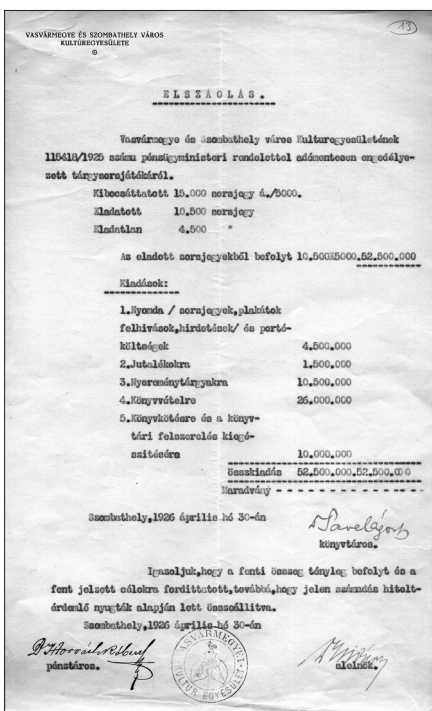 13
VASVÁRMEGYE ÉS SZOMBATHELY VÁROS
KULTÚREGYESÜLETE
ELSZÁOLÁS.
Vasvármegye és Szombathely város Kulturegyesületének
115418/1925 számu pénzügyministeri rendelettel adómentesen engedélye-
zett tárgysorsjátékáról.
Kibocsáttatott 15.000 sorsjegy á./5000.
Eladatott 10.500 sorsjegy
Eladatlan 4.500 "
Az eladott sorsjegyekből befolyt 10.500X5000.52.500.000
Kiadások:
1.Nyomda / sorsjegyek,plakátok
felhivások,hirdetések/ és portó-
költségek 4.500.000
2.Jutalékokra 1.500.000
3.Nyereménytárgyakra 10.500.000
4.Könyvvételre 26.000.000
5.Könyvkötésre és a könyv-
tári felszerelés kiegé-
szitésére 10.000.000
Összkiadás 52.500.000.52.500.000
Maradvány - - - - - - - - - - - -
Szombathely,1926 április hó 30-án
könyvtáros.
Igazoljuk,hogy a fenti összeg tényleg befolyt és a
fent jelzett célokra fordittatott,továbbá,hogy jelen számadás hitelt-
érdemlő nyugták alapján lett összeállitva.
Szombathely,1926 április hó 30-án
pénztáros.
alelnök.
VASVÁRMEGYEI
KULTUREGYESÜLET